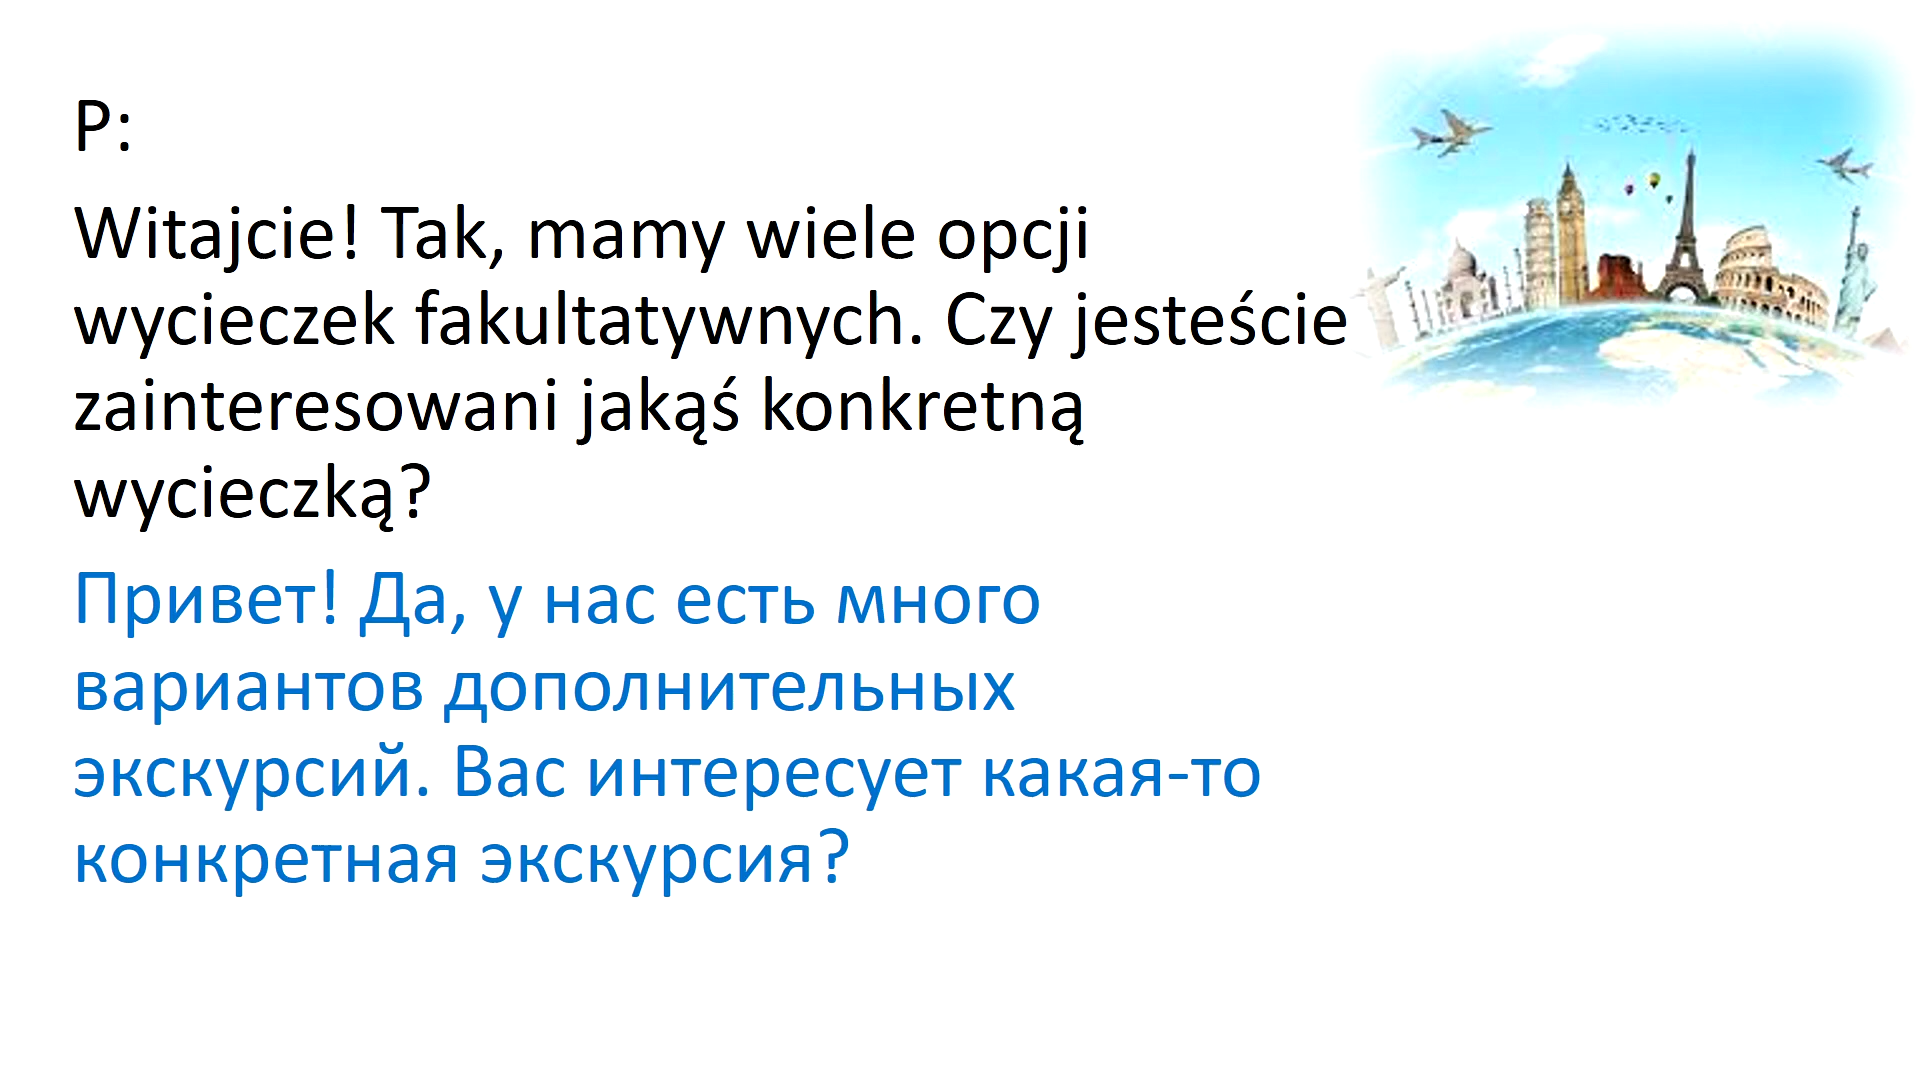 P:
Witajcie! Tak, mamy wiele opcji
wycieczek fakultatywnych. Czy jesteście
zainteresowani jakąś konkretną
wycieczką?
Привет! Да, у нас есть много
вариантов дополнительных
экскурсий. Вас интересует какая-то
конкретная экскурсия?